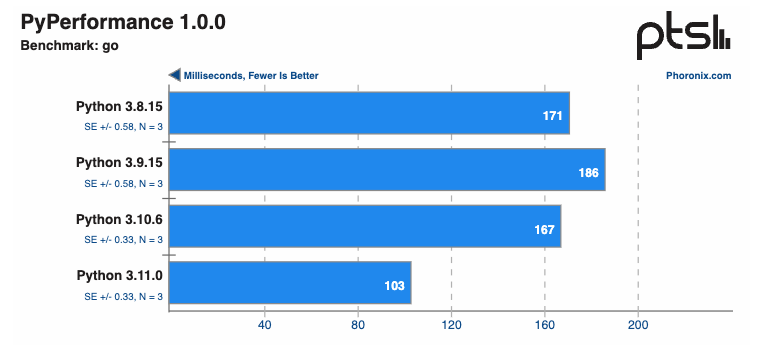 PyPerformance 1.0.0
Benchmark: go
ptsl
Milliseconds, Fewer Is Better
Phoronix.com
Python 3.8.15
SE +/- 0.58, N = 3
171
Python 3.9.15
SE +/- 0.58, N = 3
186
Python 3.10.6
SE +/- 0.33, N = 3
167
Python 3.11.0
SE +/- 0.33, N = 3
103
40 80 120 160 200